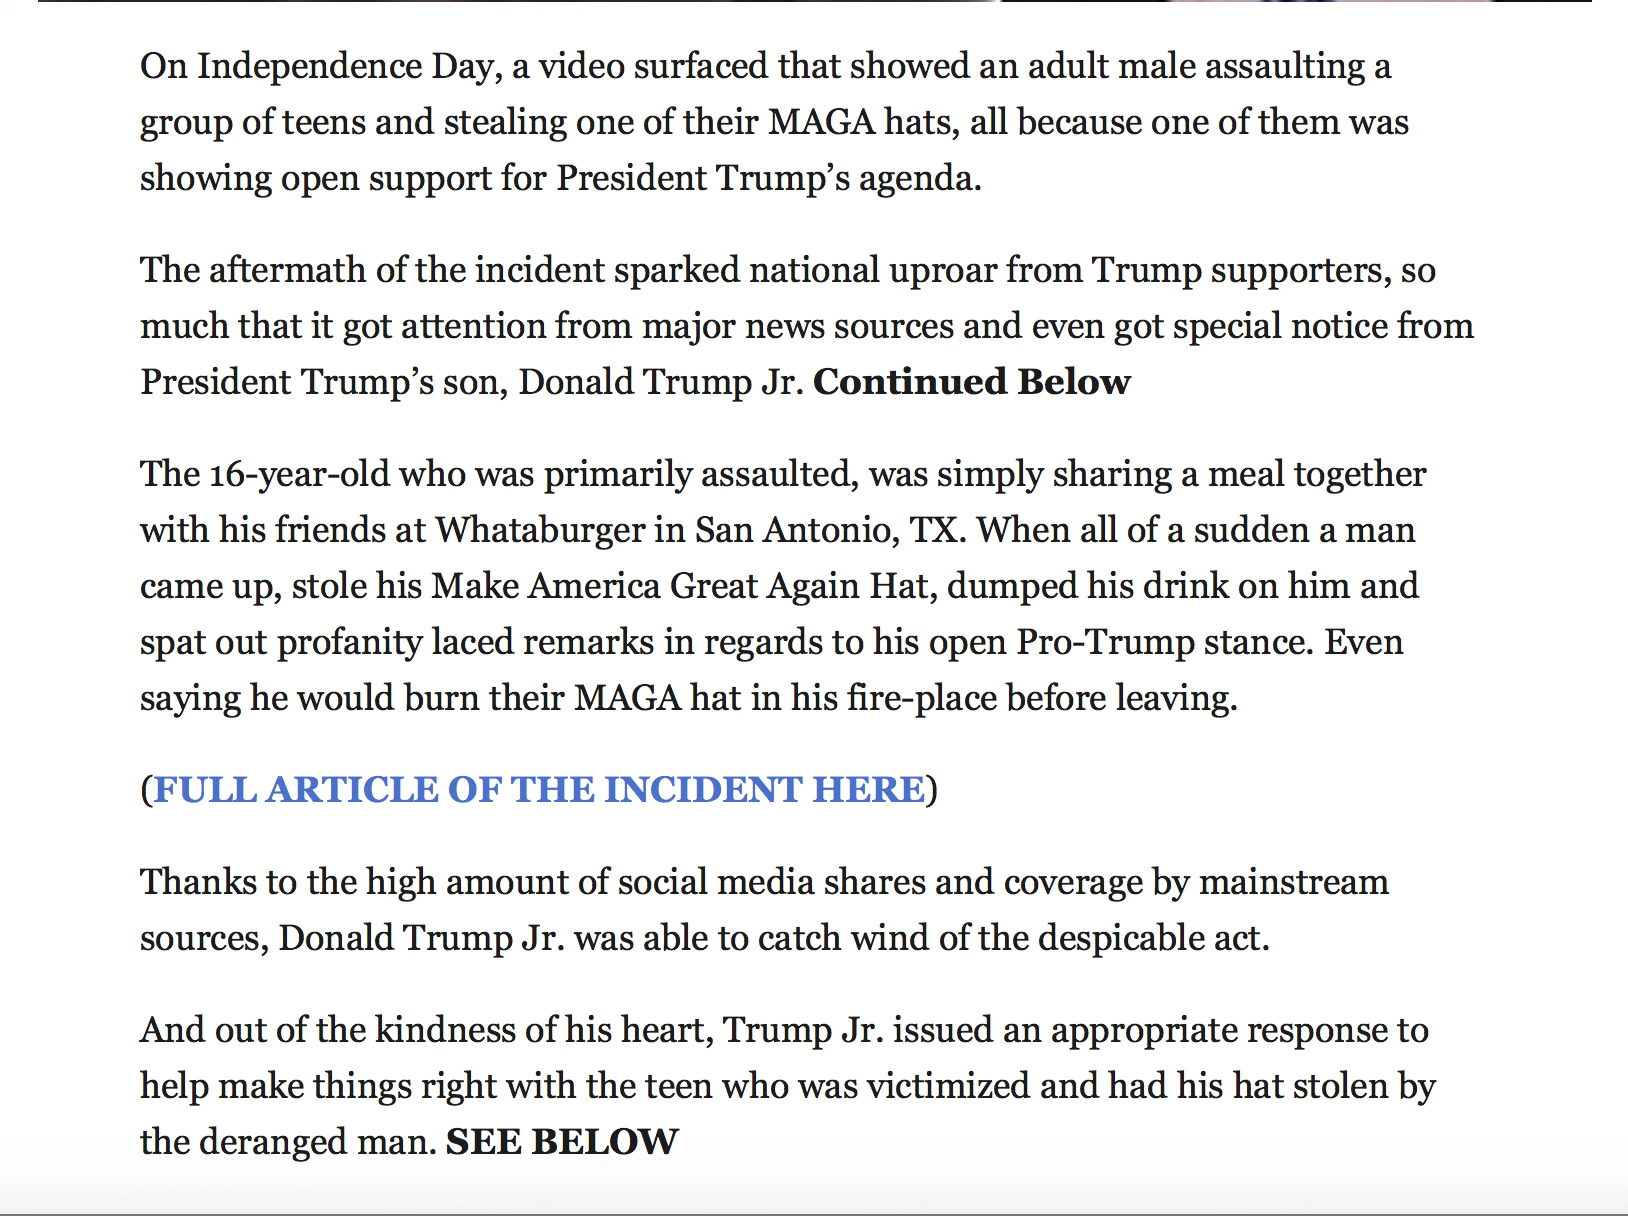 On Independence Day, a video surfaced that showed an adult male assaulting a
group of teens and stealing one of their MAGA hats, all because one of them was
showing open support for President Trump’s agenda.
The aftermath of the incident sparked national uproar from Trump supporters, so
much that it got attention from major news sources and even got special notice from
President Trump’s son, Donald Trump Jr. Continued Below
The 16-year-old who was primarily assaulted, was simply sharing a meal together
with his friends at Whataburger in San Antonio, TX. When all of a sudden a man
came up, stole his Make America Great Again Hat, dumped his drink on him and
spat out profanity laced remarks in regards to his open Pro-Trump stance. Even
saying he would burn their MAGA hat in his fire-place before leaving.
(FULL ARTICLE OF THE INCIDENT HERE)
Thanks to the high amount of social media shares and coverage by mainstream
sources, Donald Trump Jr. was able to catch wind of the despicable act.
And out of the kindness of his heart, Trump Jr. issued an appropriate response to
help make things right with the teen who was victimized and had his hat stolen by
the deranged man. SEE BELOW